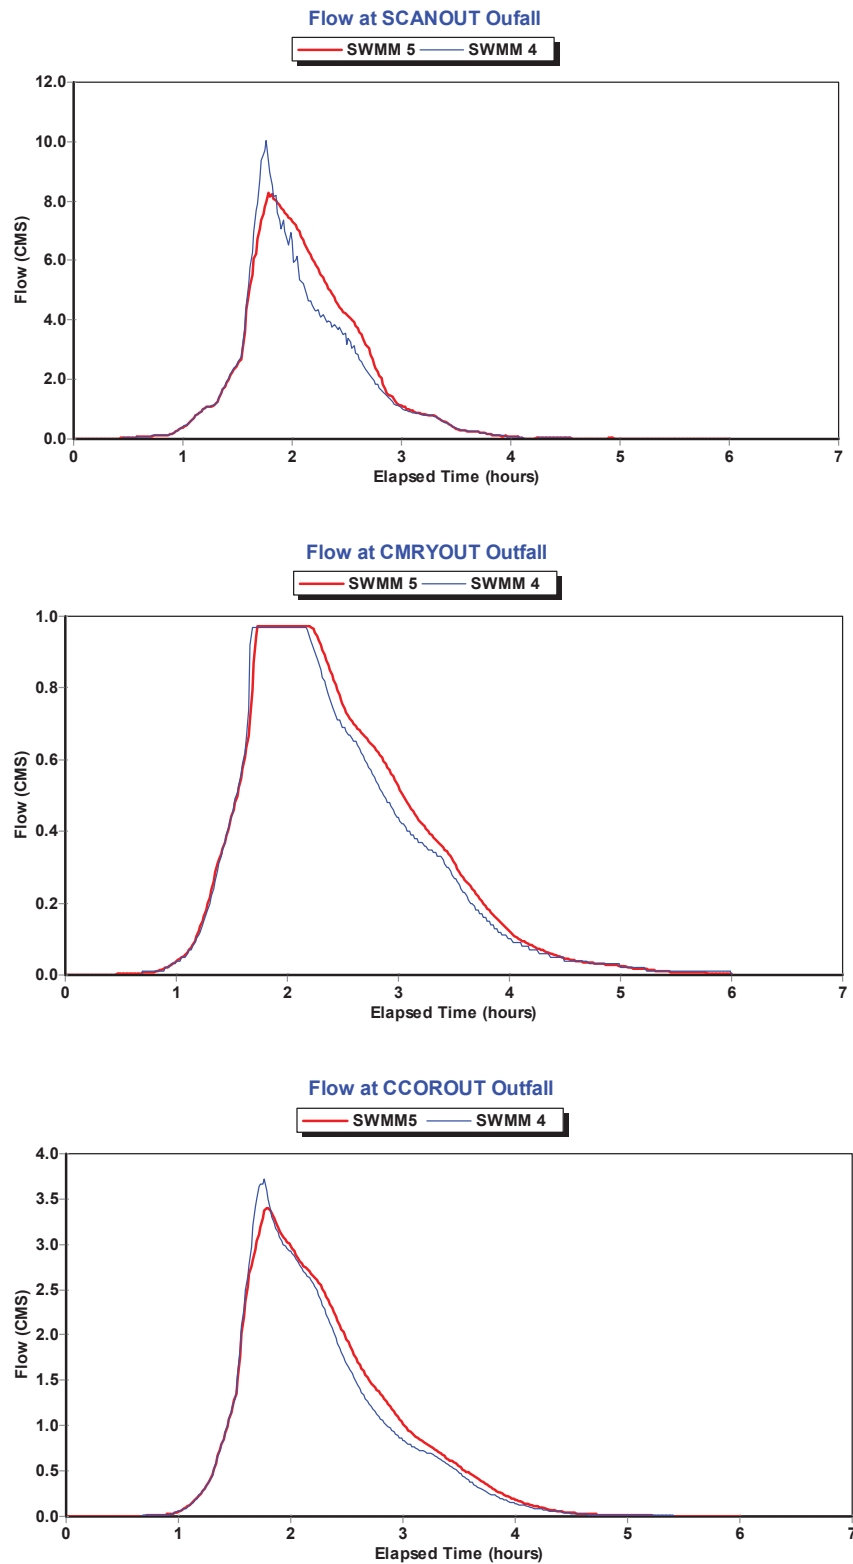 Flow at SCANOUT Oufall
SWMM 5 SWMM 4
12.0
10.0
8.0
6.0
4.0
2.0
0.0
Flow (CMS)
0 1 2 3 4 5 6 7
Elapsed Time (hours)
Flow at CMRYOUT Outfall
SWMM 5 SWMM 4
1.0
0.8
0.6
0.4
0.2
0.0
Flow (CMS)
0 1 2 3 4 5 6 7
Elapsed Time (hours)
Flow at CCOROUT Outfall
SWMM5 SWMM 4
4.0
3.5
3.0
2.5
2.0
1.5
1.0
0.5
0.0
Flow (CMS)
0 1 2 3 4 5 6 7
Elapsed Time (hours)